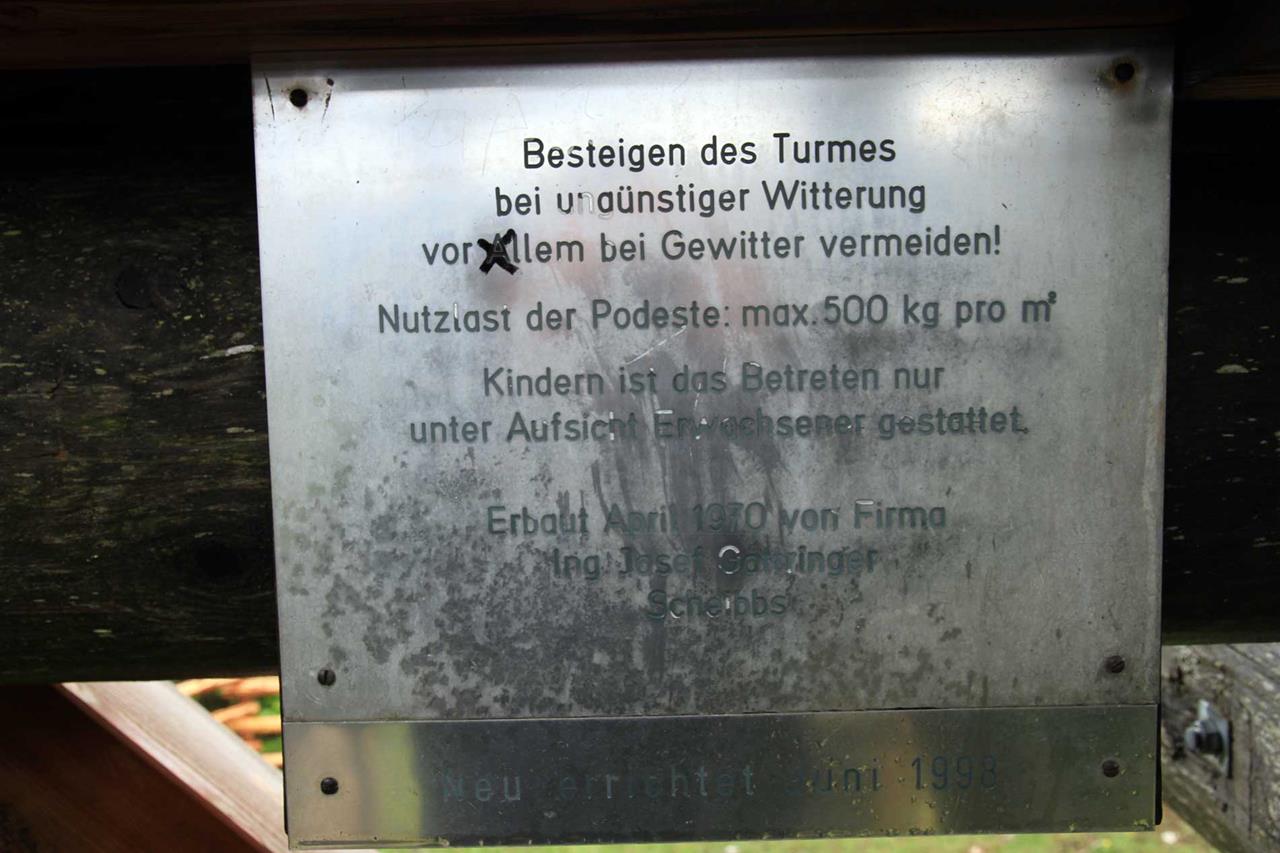 Besteigen des Turmes
bei ungünstiger Witterung
vor Allem bei Gewitter vermeiden!
Nutzlast der Podeste: max. 500 kg pro m²
Kindern ist das Betreten nur
unter Aufsicht Erwachsener gestattet.
Erbaut April 1970 von Firma
Ing Josef
Scheibbs
Neu errichtet Juni 1998